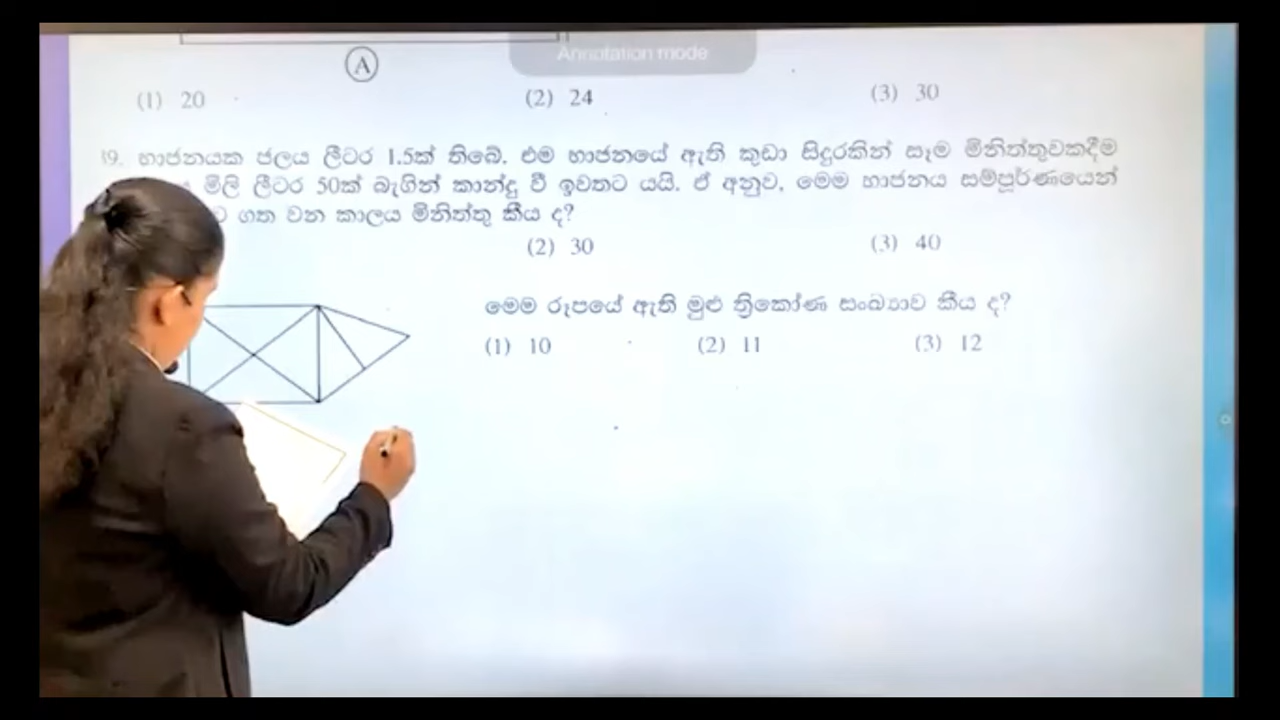 Annotation mode
A
(1) 20 (2) 24 (3) 30
භාජනයක ජලය ලීටර 1.5ක් තිබේ. එම භාජනයේ ඇති කුඩා සිදුරකින් සෑම මිනිත්තුවකදීම
මිලි ලීටර 50ක් බැගින් කාන්දු වී ඉවතට යයි. ඒ අනුව, මෙම භාජනය සම්පූර්ණයෙන්
ගත වන කාලය මිනිත්තු කීය ද?
(2) 30 (3) 40
මෙම රූපයේ ඇති මුළු ත්‍රිකෝණ සංඛ්‍යාව කීය ද?
(1) 10 (2) 11 (3) 12